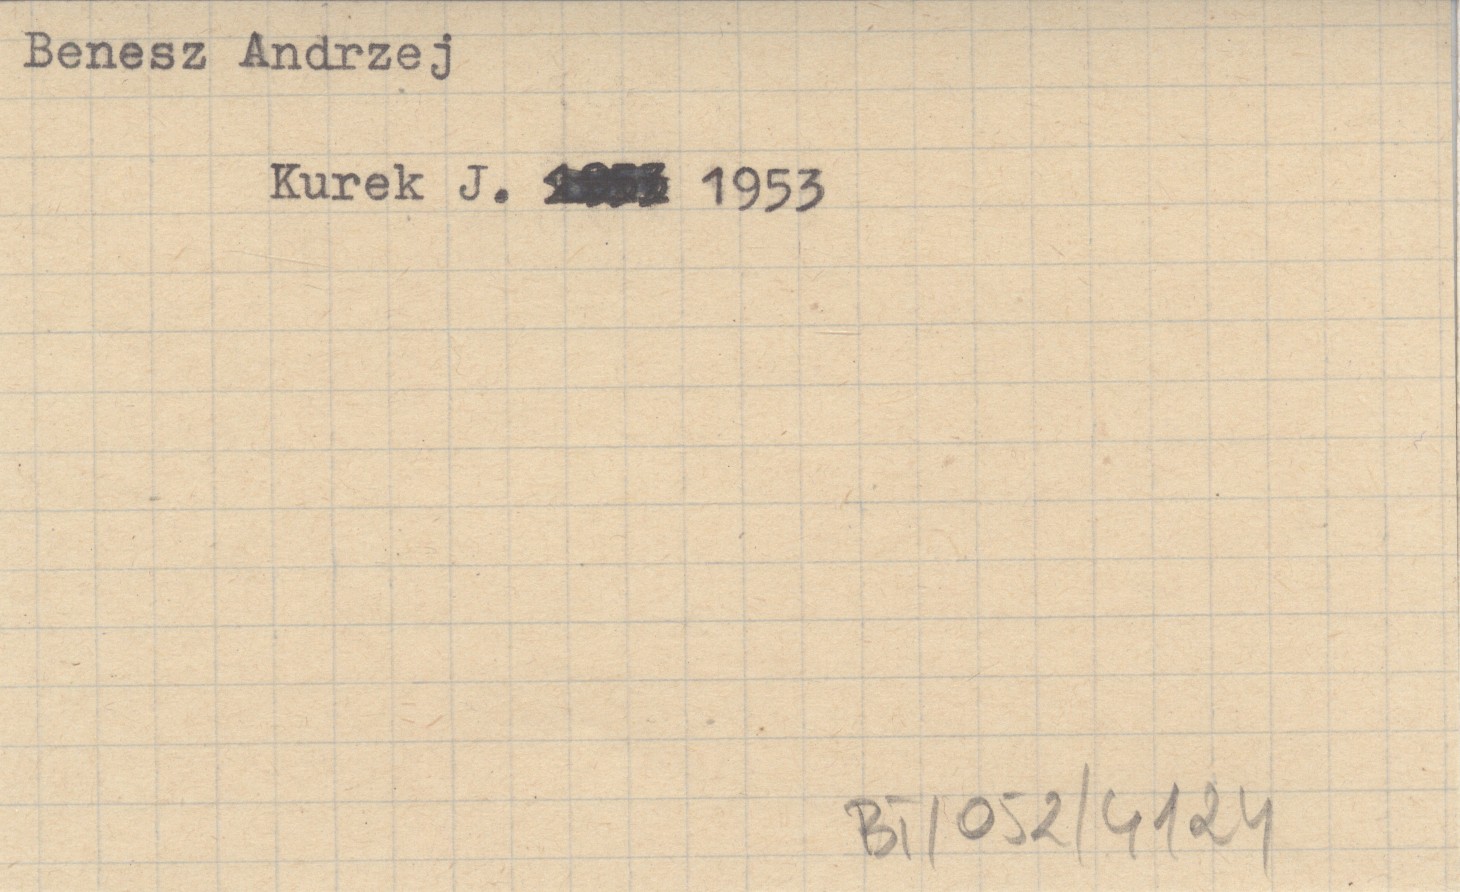 Benesz Andrzej
Kurek J. 1953
BI/052/4124